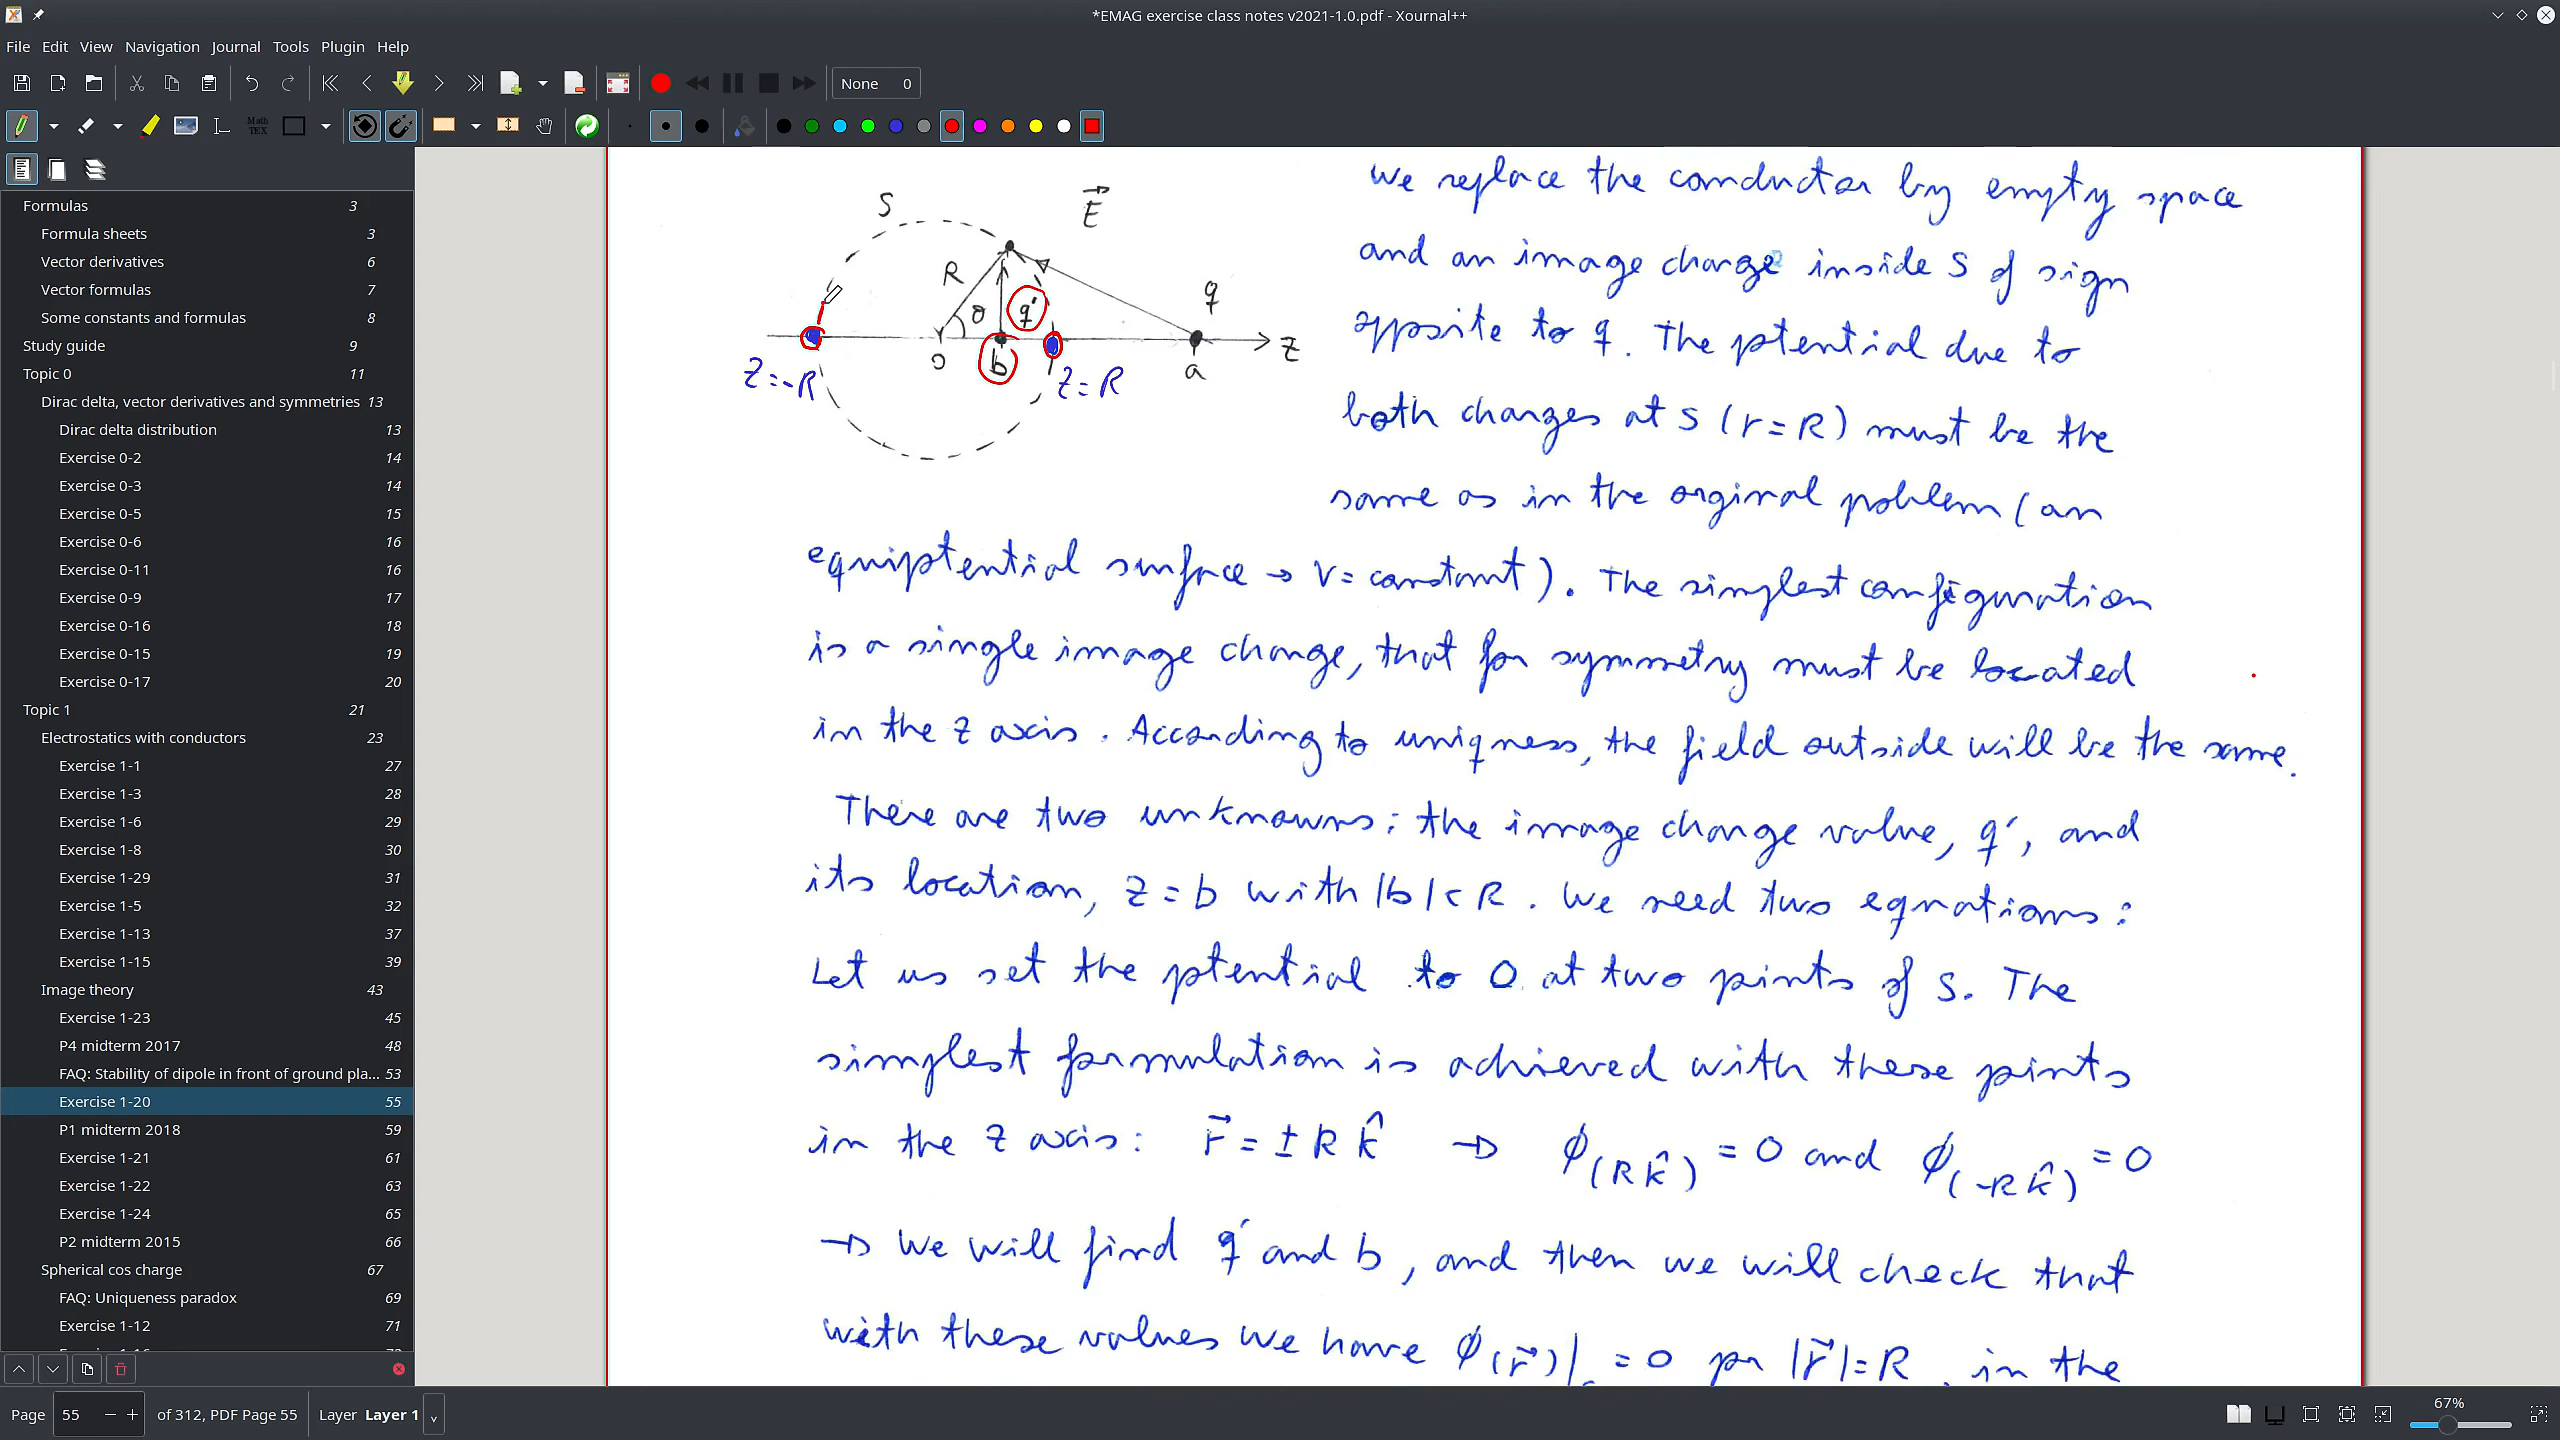 *EMAG exercise class notes v2021-1.0.pdf - Xournal++
File Edit View Navigation Journal Tools Plugin Help
None 0
Math
TEX
Formulas 3
Formula sheets 3
Vector derivatives 6
Vector formulas 7
Some constants and formulas 8
Study guide 9
Topic 0 11
Dirac delta, vector derivatives and symmetries 13
Dirac delta distribution 13
Exercise 0-2 14
Exercise 0-3 14
Exercise 0-5 15
Exercise 0-6 16
Exercise 0-11 16
Exercise 0-9 17
Exercise 0-16 18
Exercise 0-15 19
Exercise 0-17 20
Topic 1 21
Electrostatics with conductors 23
Exercise 1-1 27
Exercise 1-3 28
Exercise 1-6 29
Exercise 1-8 30
Exercise 1-29 31
Exercise 1-5 32
Exercise 1-13 37
Exercise 1-15 39
Image theory 43
Exercise 1-23 45
P4 midterm 2017 48
FAQ: Stability of dipole in front of ground pla... 53
Exercise 1-20 55
P1 midterm 2018 59
Exercise 1-21 61
Exercise 1-22 63
Exercise 1-24 65
P2 midterm 2015 66
Spherical cos charge 67
FAQ: Uniqueness paradox 69
Exercise 1-12 71
S
E⃗
R
θ
q'
q
0
b
a
z
z=-R
z=R
we replace the conductor by empty space
and an image charge inside S of sign
opposite to q. The potential due to
both charges at S (r=R) must be the
same as in the orginal problem (an
equiptential surface → V= constant). The simplest configuration
is a single image charge, that for symmetry must be located
in the z axis. According to uniqness, the field outside will be the same.
There are two unknowns: the image charge value, q', and
its location, z = b with |b| < R. We need two equations:
Let us set the ptential to 0 at two pints of S. The
simplest formulation is achieved with these pints
in the z axis: r⃗ = ± R k̂ → ϕ(R k̂) = 0 and ϕ(-R k̂) = 0
→ We will find q' and b, and then we will check that
with these values we have ϕ(r⃗)| = 0 for |r⃗| = R, in the
Page 55 of 312, PDF Page 55 Layer Layer 1 67%